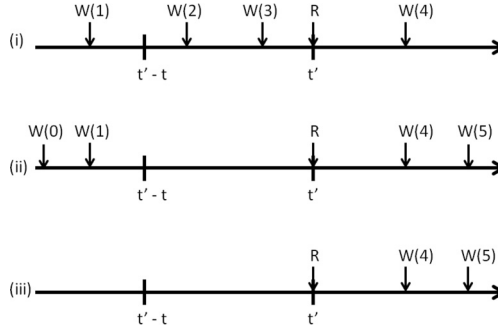 W(1) W(2) W(3) R W(4)
(i)
t' - t t'
W(0) W(1) R W(4) W(5)
(ii)
t' - t t'
R W(4) W(5)
(iii)
t' - t t'